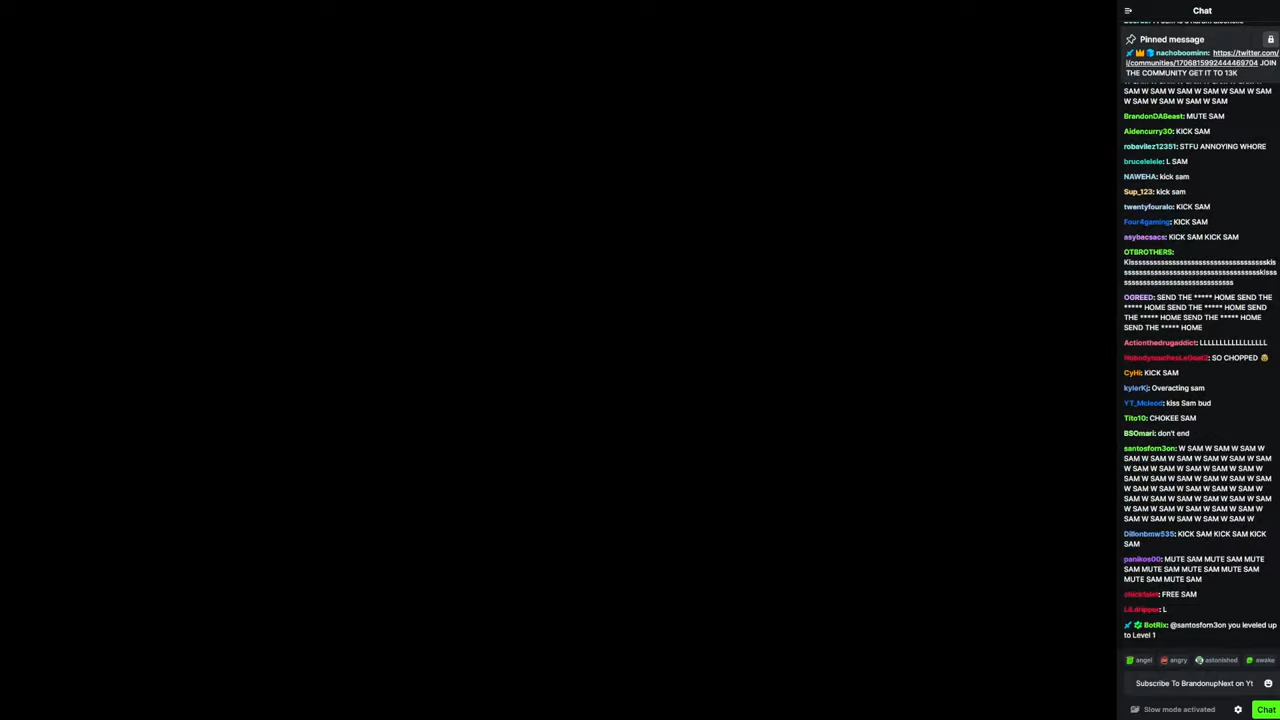 Chat
Pinned message
nachoboominn: https://twitter.com/
i/communities/1706815992444469704 JOIN
THE COMMUNITY GET IT TO 13K
SAM W SAM W SAM W SAM W SAM W SAM
W SAM W SAM W SAM W SAM
BrandonDABeast: MUTE SAM
Aidencurry30: KICK SAM
robavilez12351: STFU ANNOYING WHORE
brucelelele: L SAM
NAWEHA: kick sam
Sup_123: kick sam
twentyfouralo: KICK SAM
Four4gaming: KICK SAM
asybacsacs: KICK SAM KICK SAM
OTBROTHERS:
Kisssssssssssssssssssssssssssssssssssskis
sssssssssssssssssssssssssssssssssssskisss
sssssssssssssssssssssssssssss
OGREED: SEND THE ***** HOME SEND THE
***** HOME SEND THE ***** HOME SEND
THE ***** HOME SEND THE ***** HOME
SEND THE ***** HOME
Actionthedrugaddict: LLLLLLLLLLLLLLLLL
SO CHOPPED
CyHi: KICK SAM
kylerKj: Overacting sam
YT_Mcleod: kiss Sam bud
Tito10: CHOKEE SAM
BSOmari: don't end
santosforn3on: W SAM W SAM W SAM W
SAM W SAM W SAM W SAM W SAM W SAM
W SAM W SAM W SAM W SAM W SAM W
SAM W SAM W SAM W SAM W SAM W SAM
W SAM W SAM W SAM W SAM W SAM W
SAM W SAM W SAM W SAM W SAM W SAM
W SAM W SAM W SAM W SAM W SAM W
SAM W SAM W SAM W SAM W SAM W
Dillonbmw535: KICK SAM KICK SAM KICK
SAM
panikos00: MUTE SAM MUTE SAM MUTE
SAM MUTE SAM MUTE SAM MUTE SAM
MUTE SAM MUTE SAM
FREE SAM
LiLdripper: L
BotRix: @santosforn3on you leveled up
to Level 1
angel angry astonished awake
Subscribe To BrandonupNext on Yt
Slow mode activated
Chat